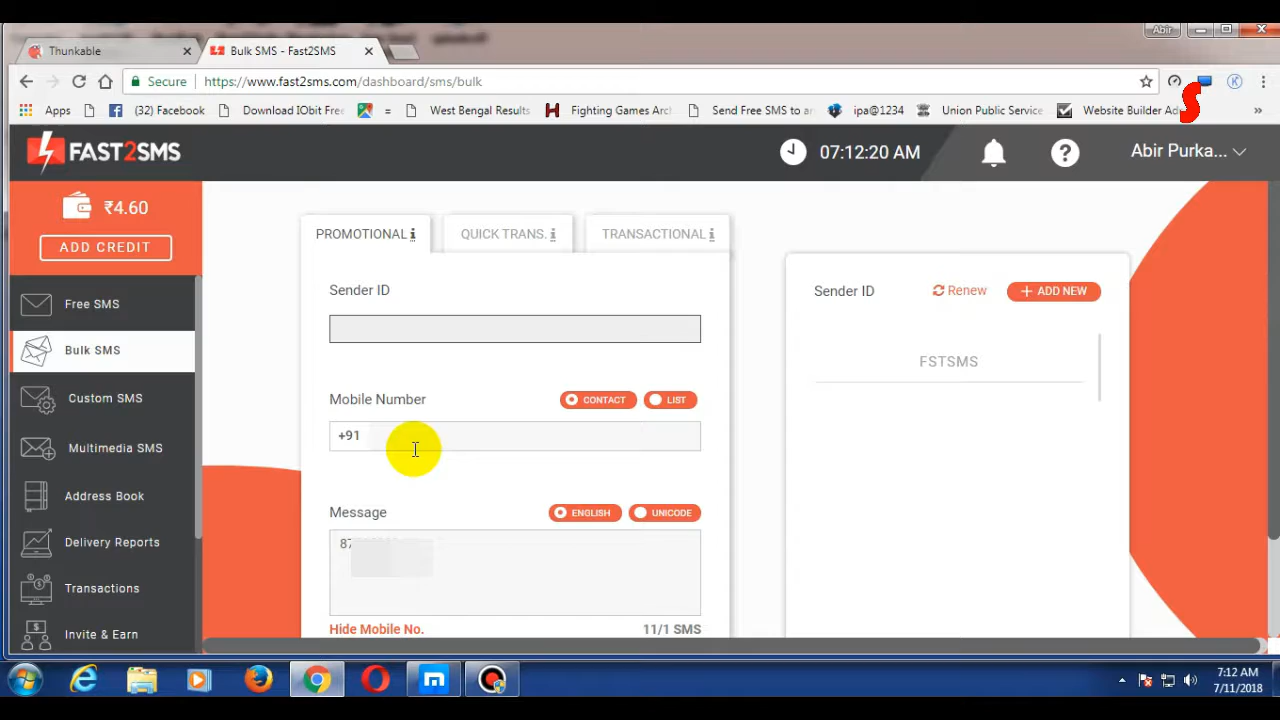 Abir
Thunkable
Bulk SMS - Fast2SMS
Secure
https://www.fast2sms.com/dashboard/sms/bulk
S
Apps
(32) Facebook
Download IObit Free
=
West Bengal Results
Fighting Games Arc
Send Free SMS to a
ipa@1234
Union Public Service
Website Builder Ad
»
FAST2SMS
07:12:20 AM
?
Abir Purka...
₹4.60
ADD CREDIT
Free SMS
Bulk SMS
Custom SMS
Multimedia SMS
Address Book
Delivery Reports
Transactions
Invite & Earn
PROMOTIONAL i
QUICK TRANS. i
TRANSACTIONAL i
Sender ID
Mobile Number
CONTACT
LIST
+91
Message
ENGLISH
UNICODE
87
Hide Mobile No.
11/1 SMS
Sender ID
Renew
+ ADD NEW
FSTSMS
7:12 AM
7/11/2018